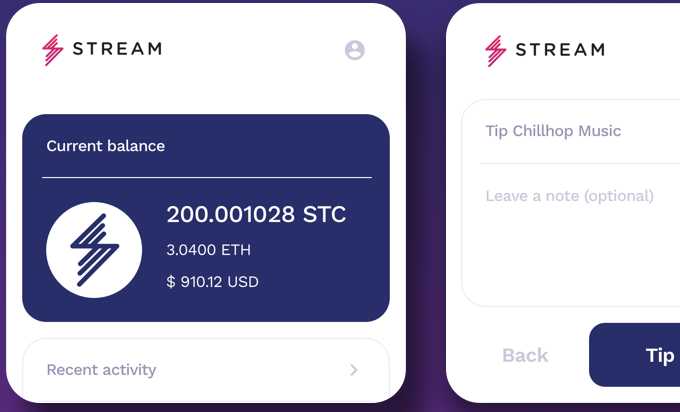 STREAM
Current balance
200.001028 STC
3.0400 ETH
$ 910.12 USD
Recent activity
STREAM
Tip Chillhop Music
Leave a note (optional)
Back
Tip